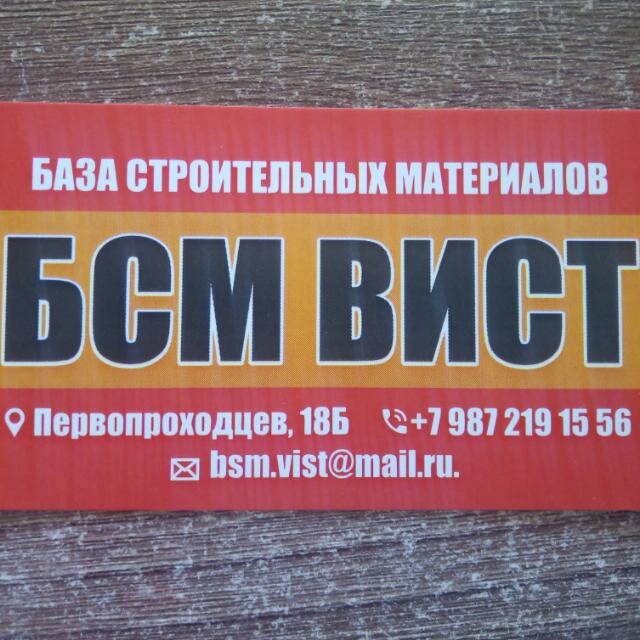 БАЗА СТРОИТЕЛЬНЫХ МАТЕРИАЛОВ
БСМ ВИСТ
Первопроходцев, 18Б +7 987 219 15 56
bsm.vist@mail.ru.